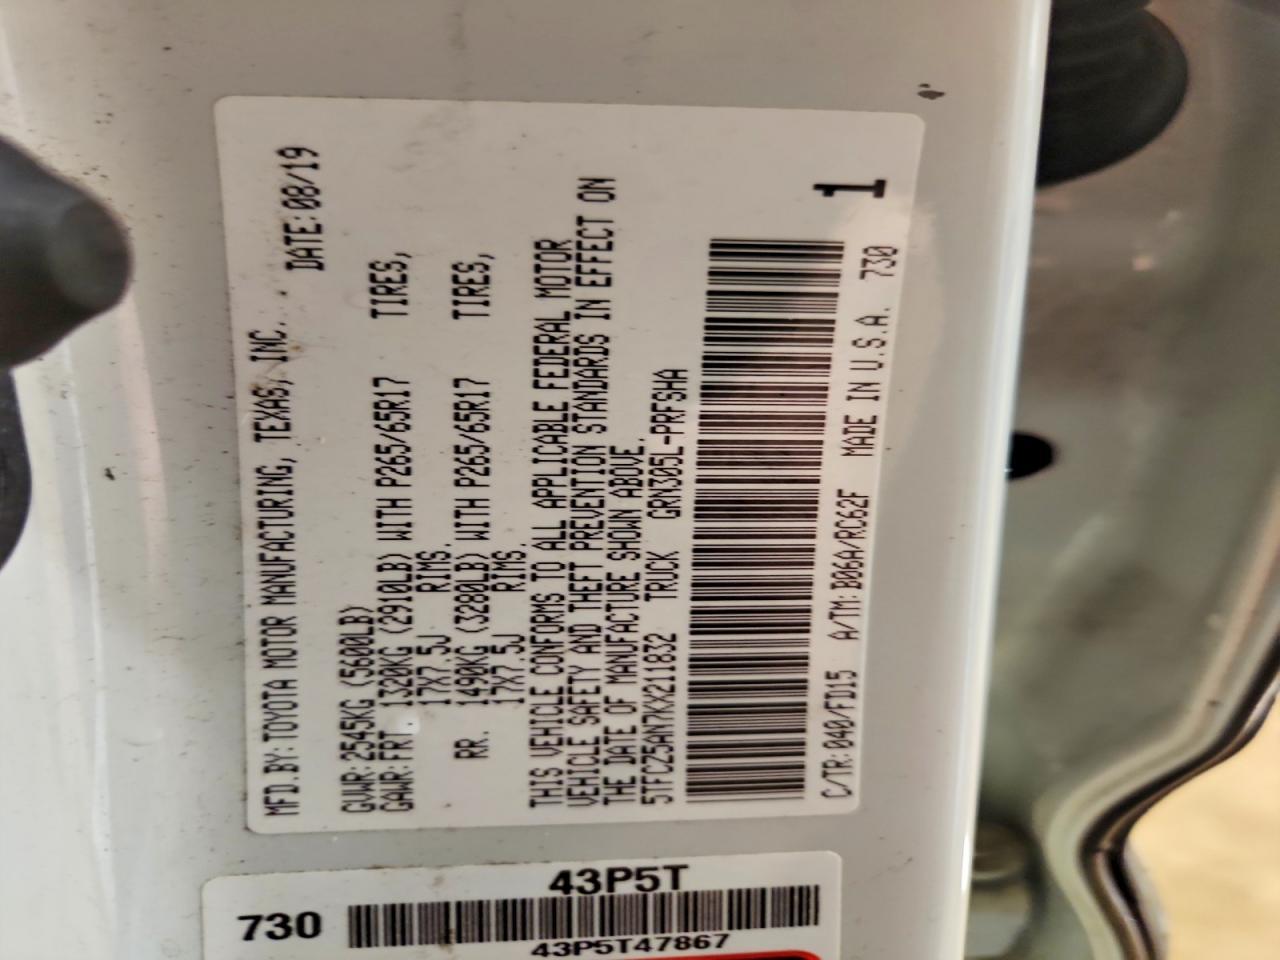 MFD.BY:TOYOTA MOTOR MANUFACTURING, TEXAS, INC.
DATE:08/19
GVWR:2545KG (5600LB)
GAWR:FRT 1320KG (2910LB) WITH P265/65R17 TIRES,
17X7.5J RIMS.
RR. 1490KG (3280LB) WITH P265/65R17 TIRES,
17X7.5J RIMS.
THIS VEHICLE CONFORMS TO ALL APPLICABLE FEDERAL MOTOR
VEHICLE SAFETY AND THEFT PREVENTION STANDARDS IN EFFECT ON
THE DATE OF MANUFACTURE SHOWN ABOVE.
5TFCZ5AN7KX211832 TRUCK GRN305L-PRFSHA
1
C/TR:040/FD15 A/TM:B06A/RC62F MADE IN U.S.A. 730
43P5T
730
43P5T47867